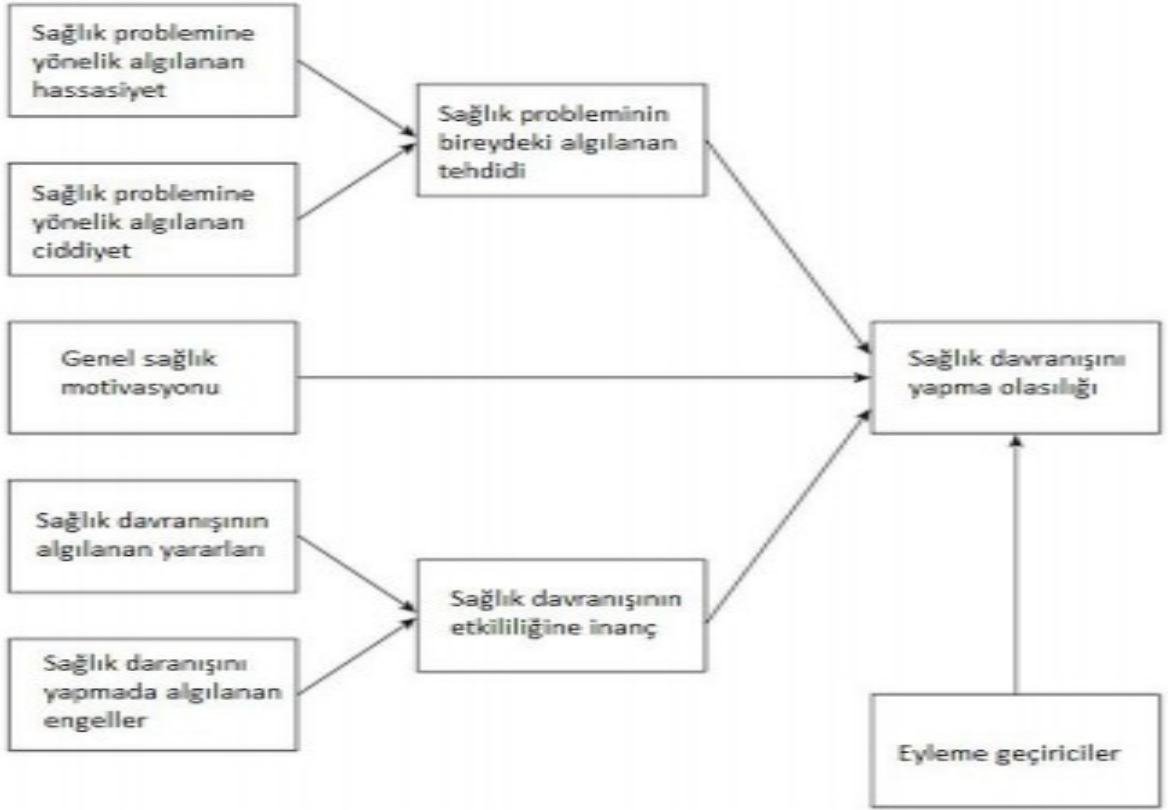 Sağlık problemine
yönelik algılanan
hassasiyet
Sağlık probleminin
bireydeki algılanan
tehdidi
Sağlık problemine
yönelik algılanan
ciddiyet
Genel sağlık
motivasyonu
Sağlık davranışını
yapma olasılığı
Sağlık davranışının
algılanan yararları
Sağlık davranışının
etkililiğine inanç
Sağlık daranışını
yapmada algılanan
engeller
Eyleme geçiriciler